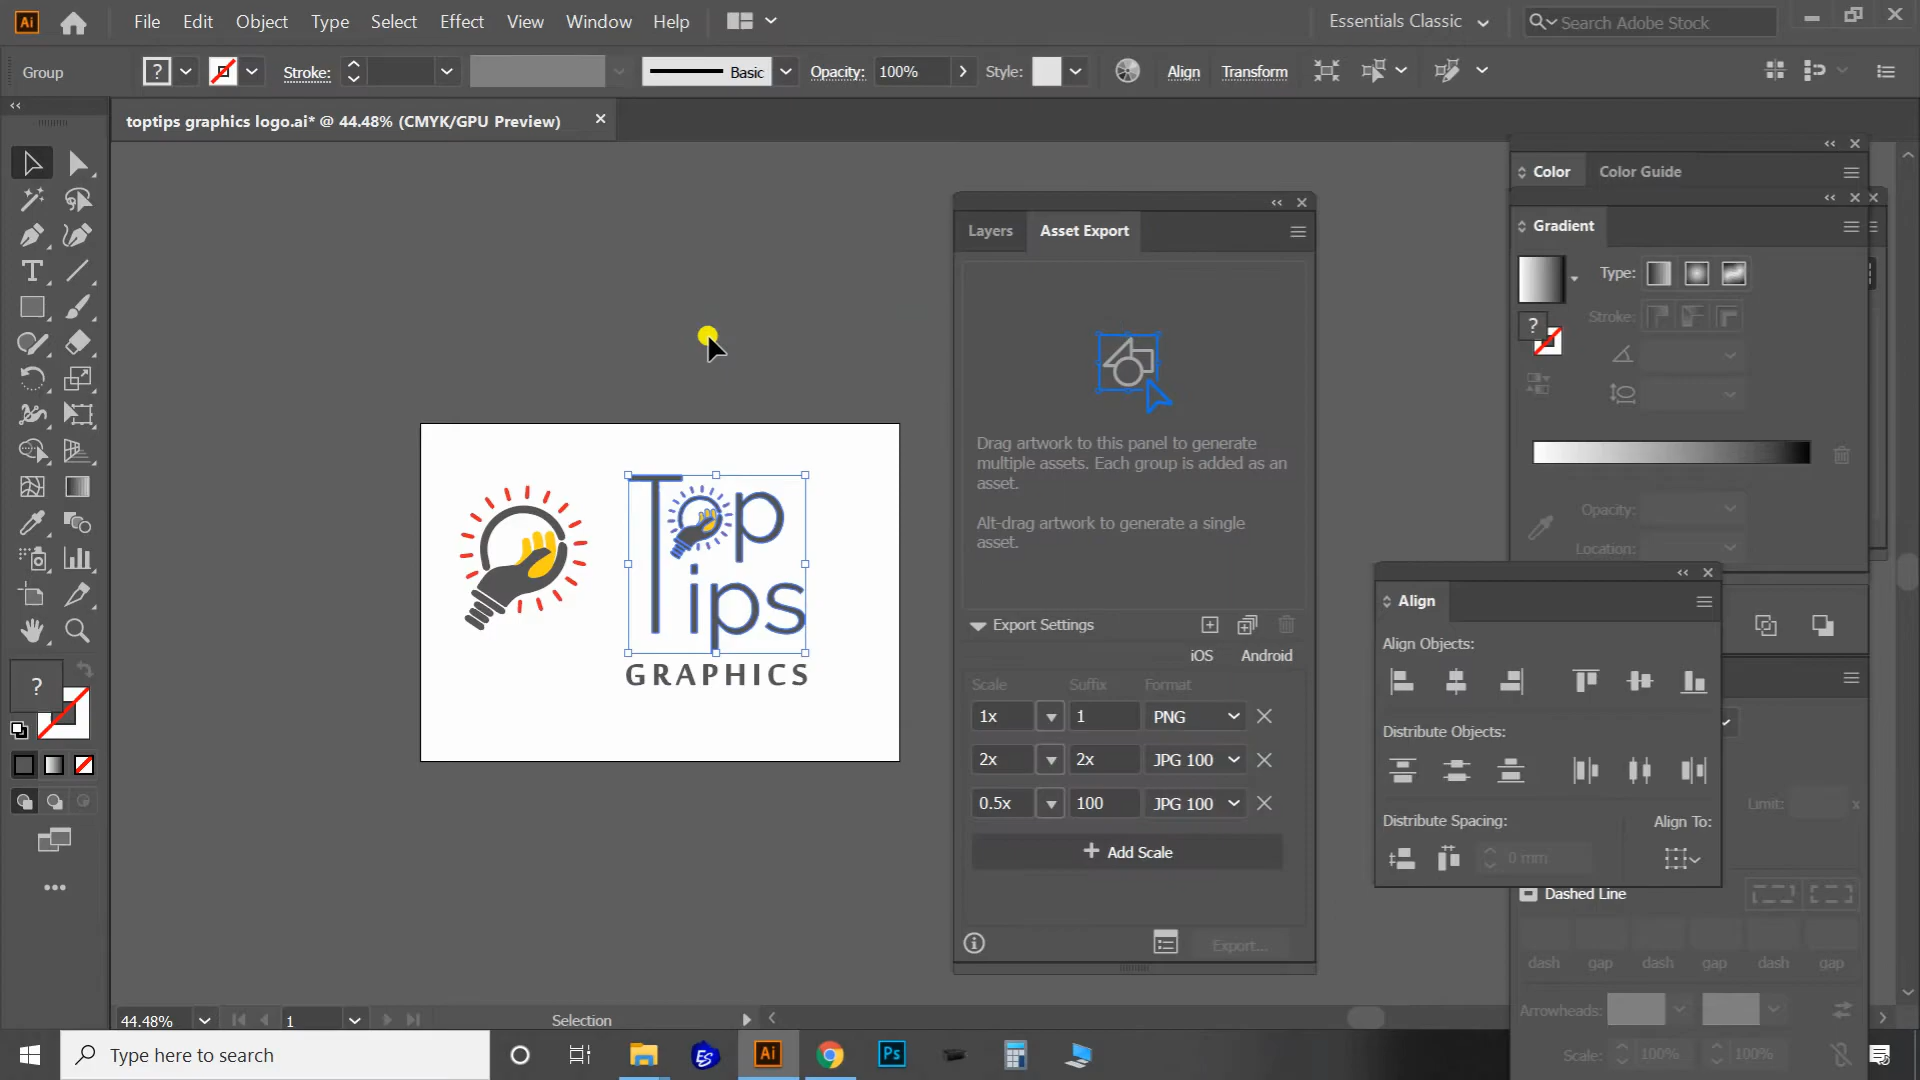 Ai File Edit Object Type Select Effect View Window Help Essentials Classic Search Adobe Stock
Group ? Stroke: Basic Opacity: 100% Style: Align Transform
toptips graphics logo.ai* @ 44.48% (CMYK/GPU Preview)
Color Color Guide
Gradient
Type:
Stroke:
?
Opacity:
Location:
Layers Asset Export
Drag artwork to this panel to generate
multiple assets. Each group is added as an
asset.
Alt-drag artwork to generate a single
asset.
Export Settings
iOS Android
Scale Suffix Format
1x 1 PNG
2x 2x JPG 100
0.5x 100 JPG 100
+ Add Scale
Export...
Top
Tips
GRAPHICS
T
?
Align
Align Objects:
Distribute Objects:
Distribute Spacing: Align To:
0 mm
Limit: x
Dashed Line
dash gap dash gap dash gap
Arrowheads:
Scale: 100% 100%
44.48% 1 Selection
Type here to search
ES Ai Ps